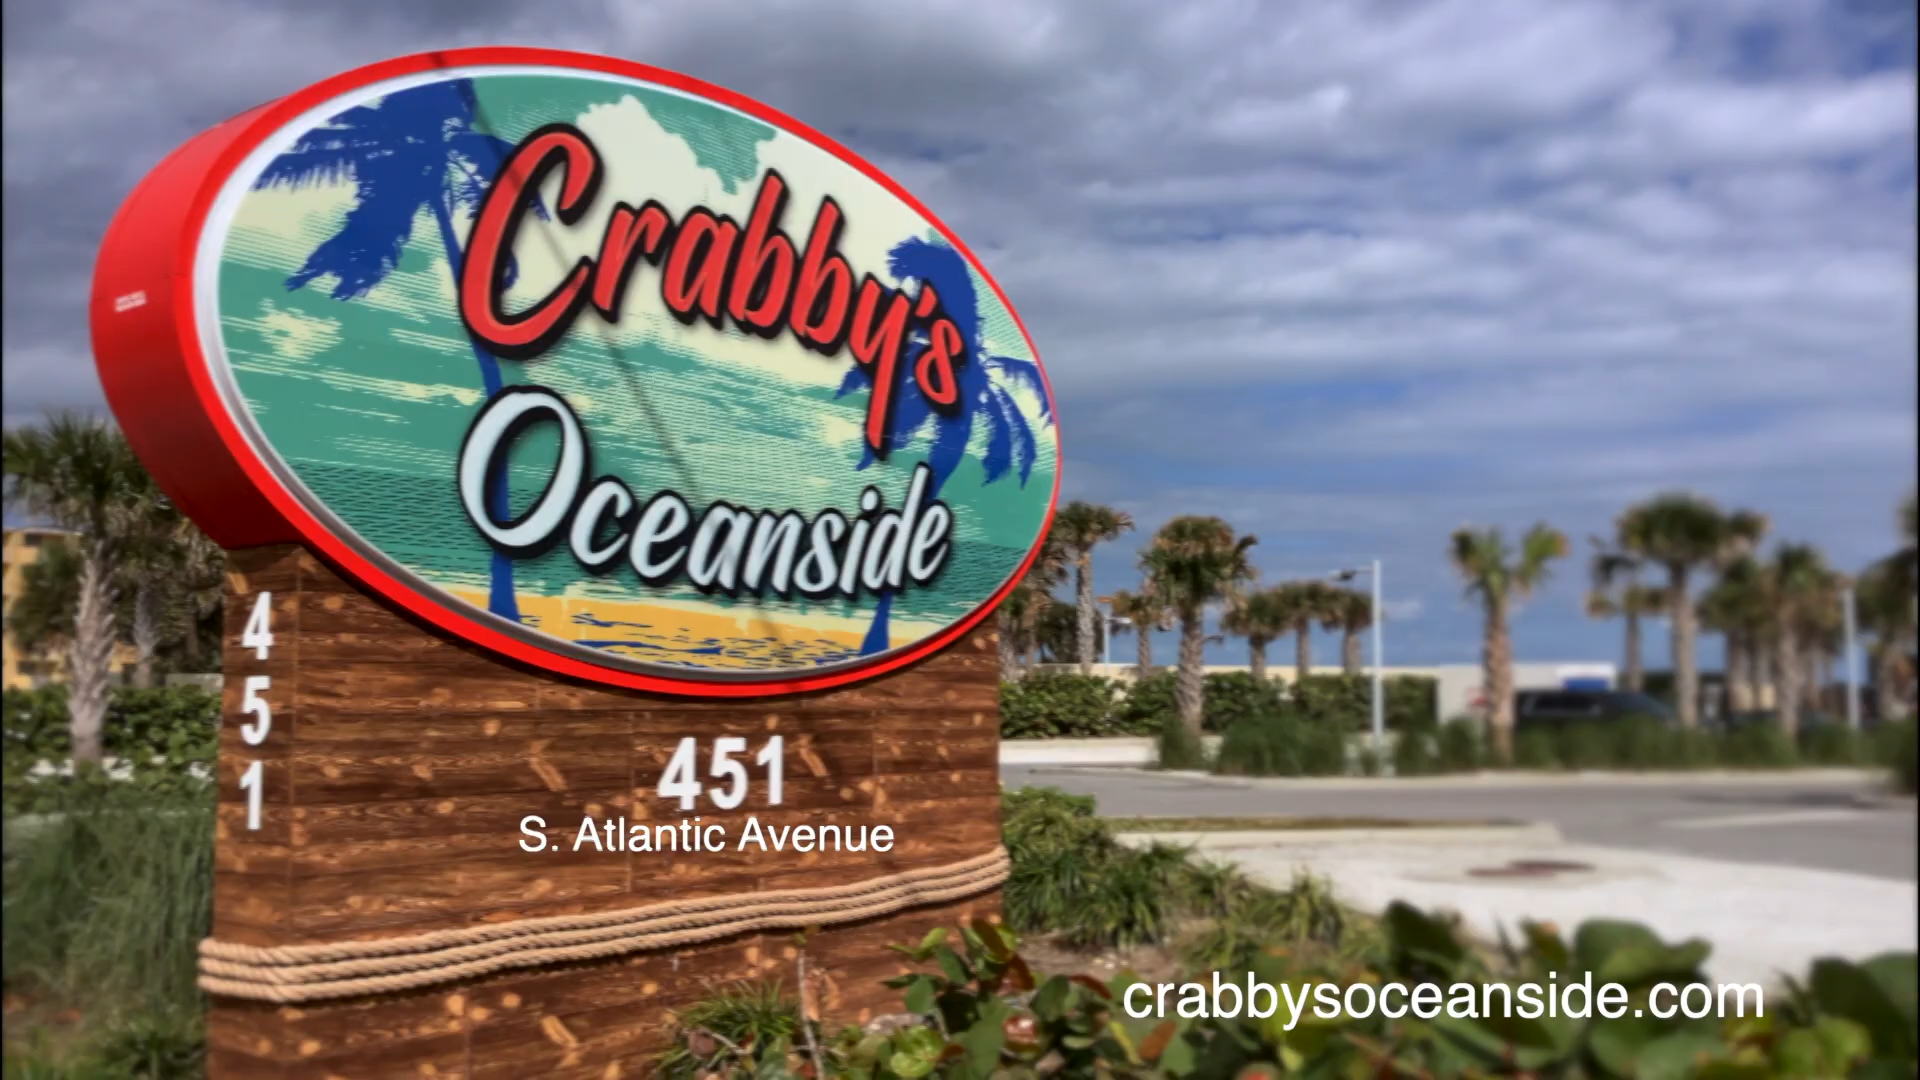 Crabby's
Oceanside
4
5
1
451
S. Atlantic Avenue
crabbysoceanside.com